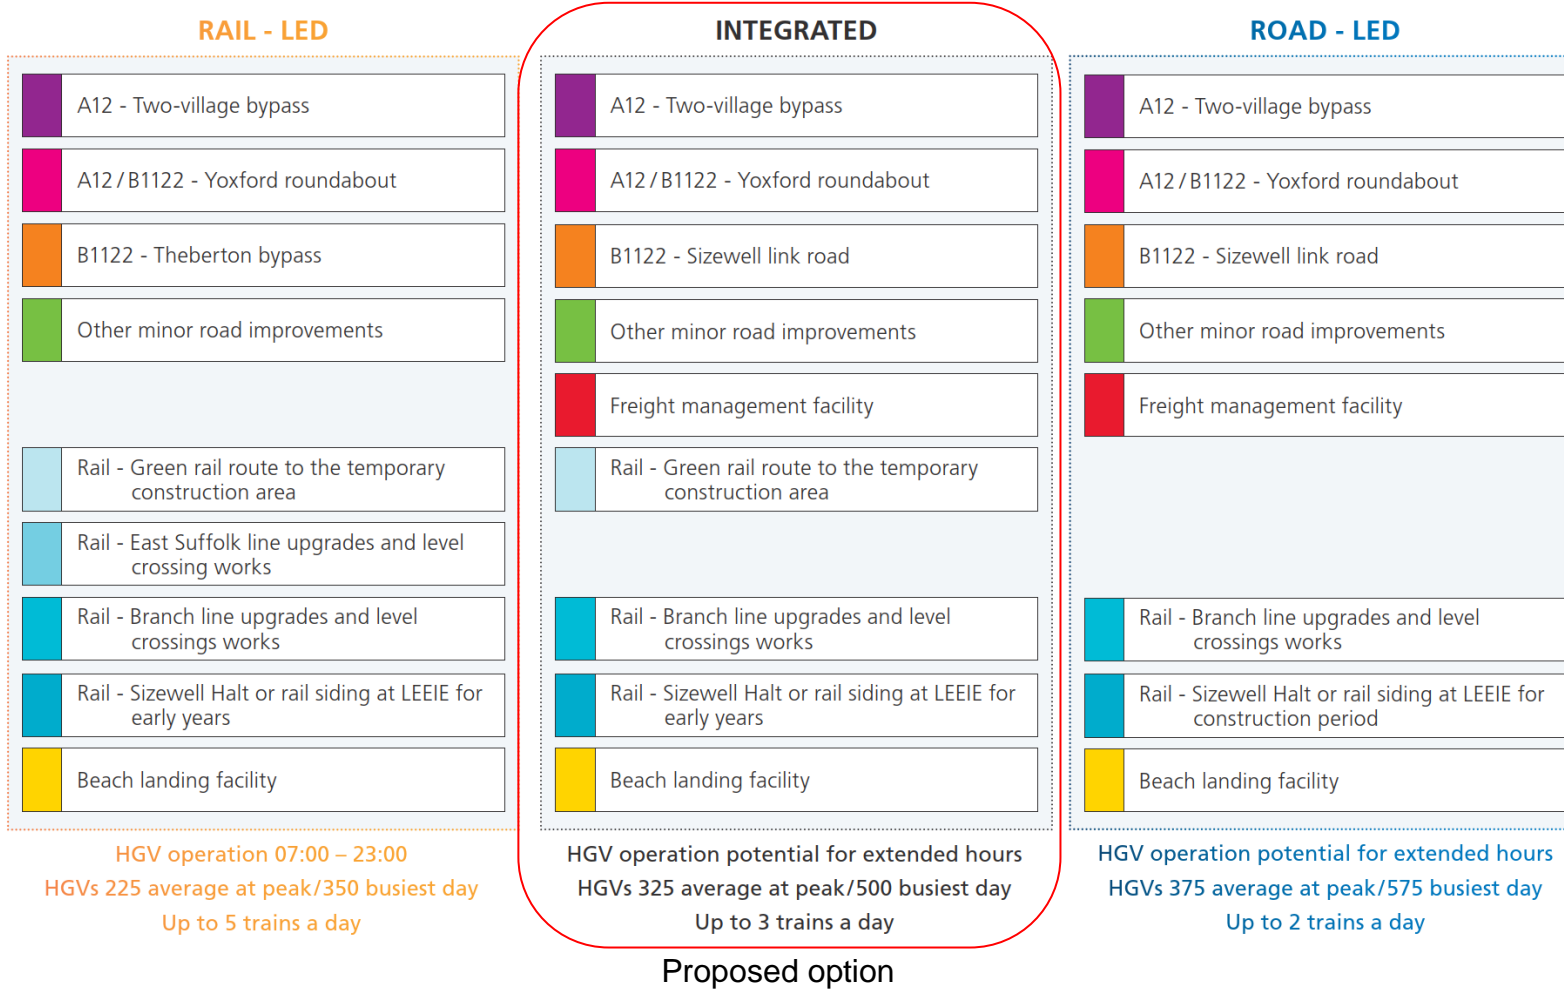 RAIL - LED
A12 - Two-village bypass
A12 / B1122 - Yoxford roundabout
B1122 - Theberton bypass
Other minor road improvements
Rail - Green rail route to the temporary
construction area
Rail - East Suffolk line upgrades and level
crossing works
Rail - Branch line upgrades and level
crossings works
Rail - Sizewell Halt or rail siding at LEEIE for
early years
Beach landing facility
HGV operation 07:00 – 23:00
HGVs 225 average at peak/350 busiest day
Up to 5 trains a day
INTEGRATED
A12 - Two-village bypass
A12 / B1122 - Yoxford roundabout
B1122 - Sizewell link road
Other minor road improvements
Freight management facility
Rail - Green rail route to the temporary
construction area
Rail - Branch line upgrades and level
crossings works
Rail - Sizewell Halt or rail siding at LEEIE for
early years
Beach landing facility
HGV operation potential for extended hours
HGVs 325 average at peak/500 busiest day
Up to 3 trains a day
Proposed option
ROAD - LED
A12 - Two-village bypass
A12 / B1122 - Yoxford roundabout
B1122 - Sizewell link road
Other minor road improvements
Freight management facility
Rail - Branch line upgrades and level
crossings works
Rail - Sizewell Halt or rail siding at LEEIE for
construction period
Beach landing facility
HGV operation potential for extended hours
HGVs 375 average at peak/575 busiest day
Up to 2 trains a day